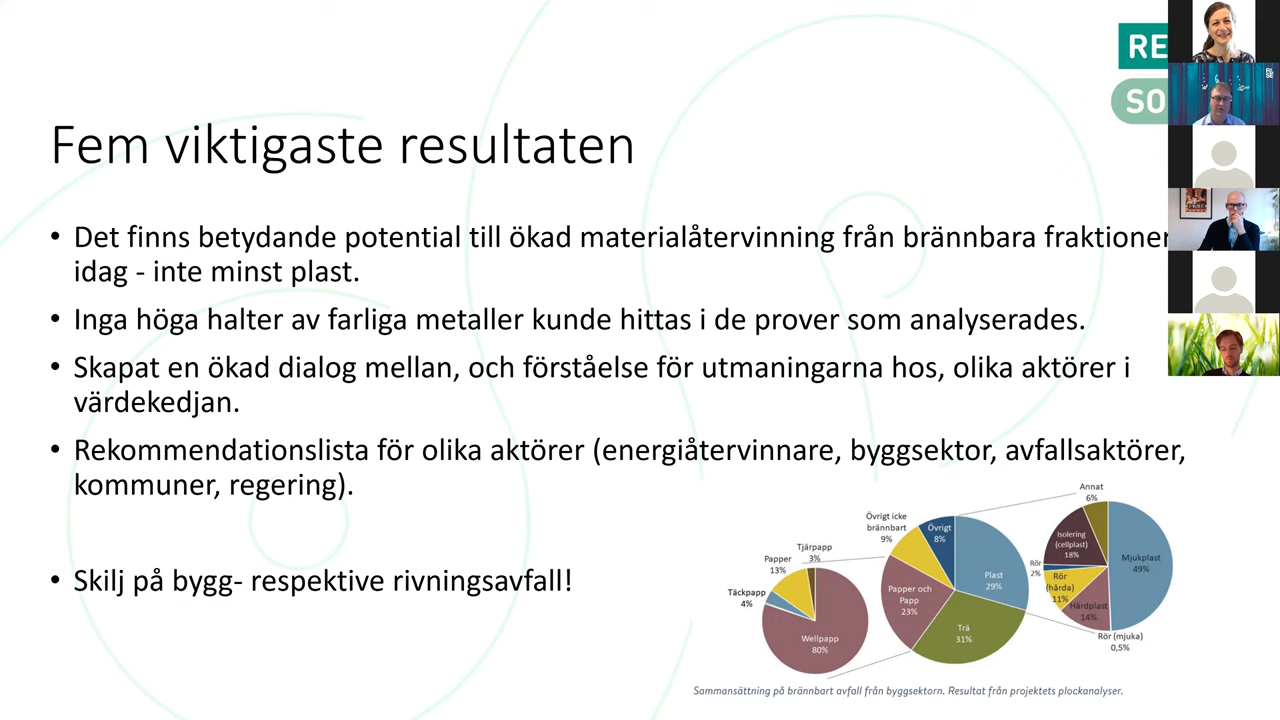 RE
SO
RI.
SE
Fem viktigaste resultaten
• Det finns betydande potential till ökad materialåtervinning från brännbara fraktioner
idag - inte minst plast.
• Inga höga halter av farliga metaller kunde hittas i de prover som analyserades.
• Skapat en ökad dialog mellan, och förståelse för utmaningarna hos, olika aktörer i
värdekedjan.
• Rekommendationslista för olika aktörer (energiåtervinnare, byggsektor, avfallsaktörer,
kommuner, regering).
• Skilj på bygg- respektive rivningsavfall!
Tjärpapp
3%
Papper
13%
Täckpapp
4%
Wellpapp
80%
Övrigt icke
brännbart
9%
Övrigt
8%
Plast
29%
Papper och
Papp
23%
Trä
31%
Annat
6%
Isolering
(cellplast)
18%
Mjukplast
49%
Rör
2%
Rör
(hårda)
11%
Hårdplast
14%
Rör (mjuka)
0,5%
Sammansättning på brännbart avfall från byggsektorn. Resultat från projektets plockanalyser.